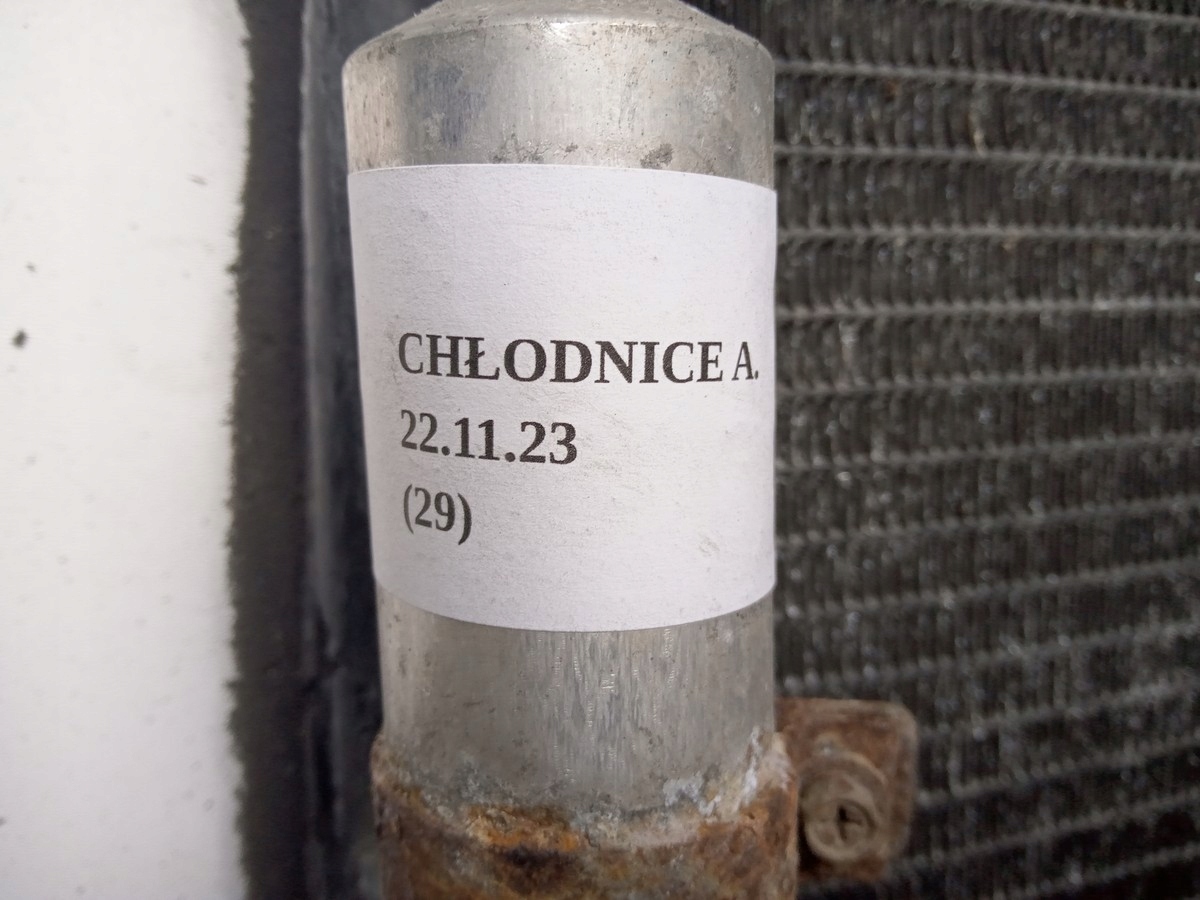 CHŁODNICE A.
22.11.23
(29)